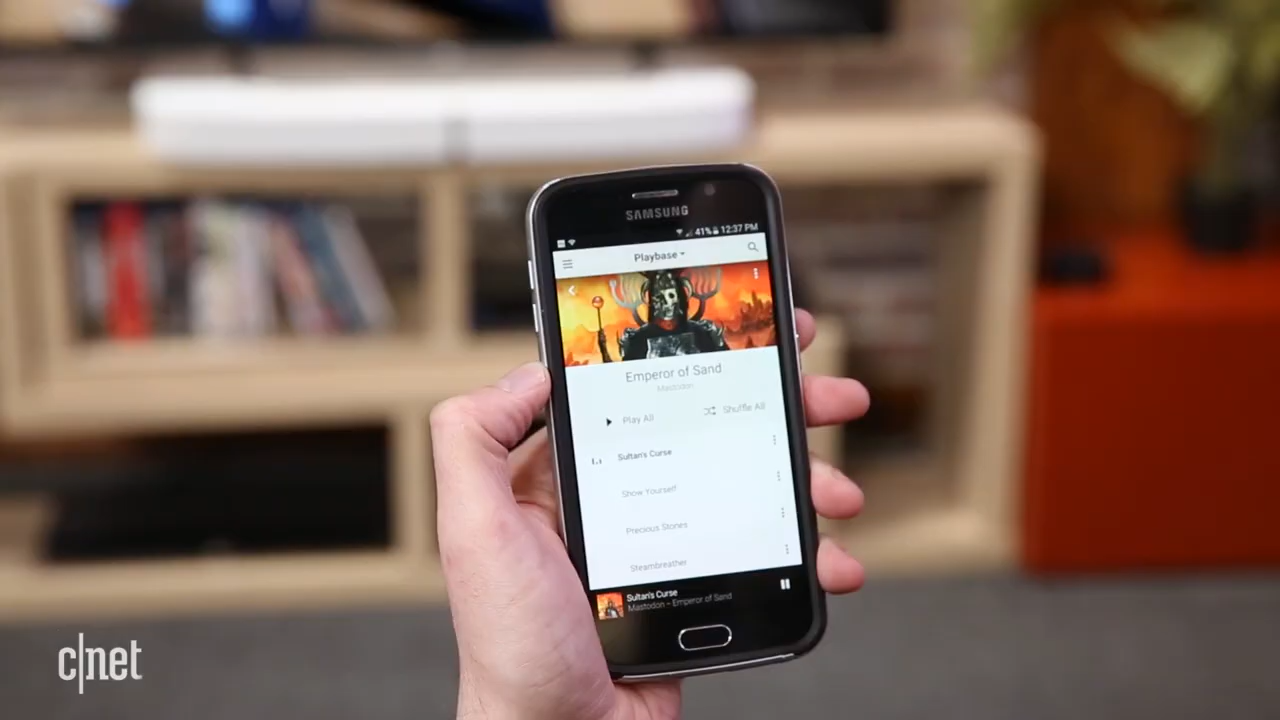 SAMSUNG
41% 12:37 PM
Playbase
Emperor of Sand
Mastodon
Play All
Shuffle All
Sultan's Curse
Show Yourself
Precious Stones
Steambreather
Sultan's Curse
Mastodon - Emperor of Sand
c|net